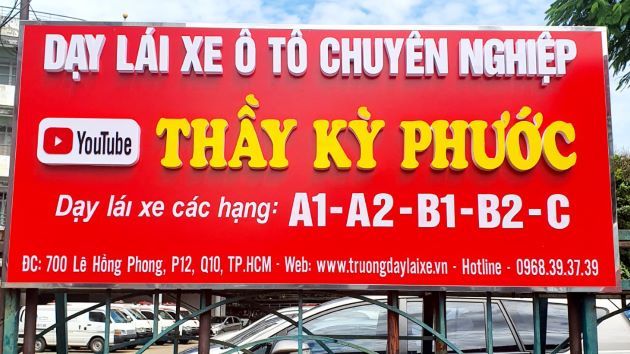 DẠY LÁI XE Ô TÔ CHUYÊN NGHIỆP
YouTube THẦY KỲ PHƯỚC
Dạy lái xe các hạng: A1-A2-B1-B2-C
ĐC: 700 Lê Hồng Phong, P12, Q10, TP.HCM - Web: www.truongdaylaixe.vn - Hotline - 0968.39.37.39